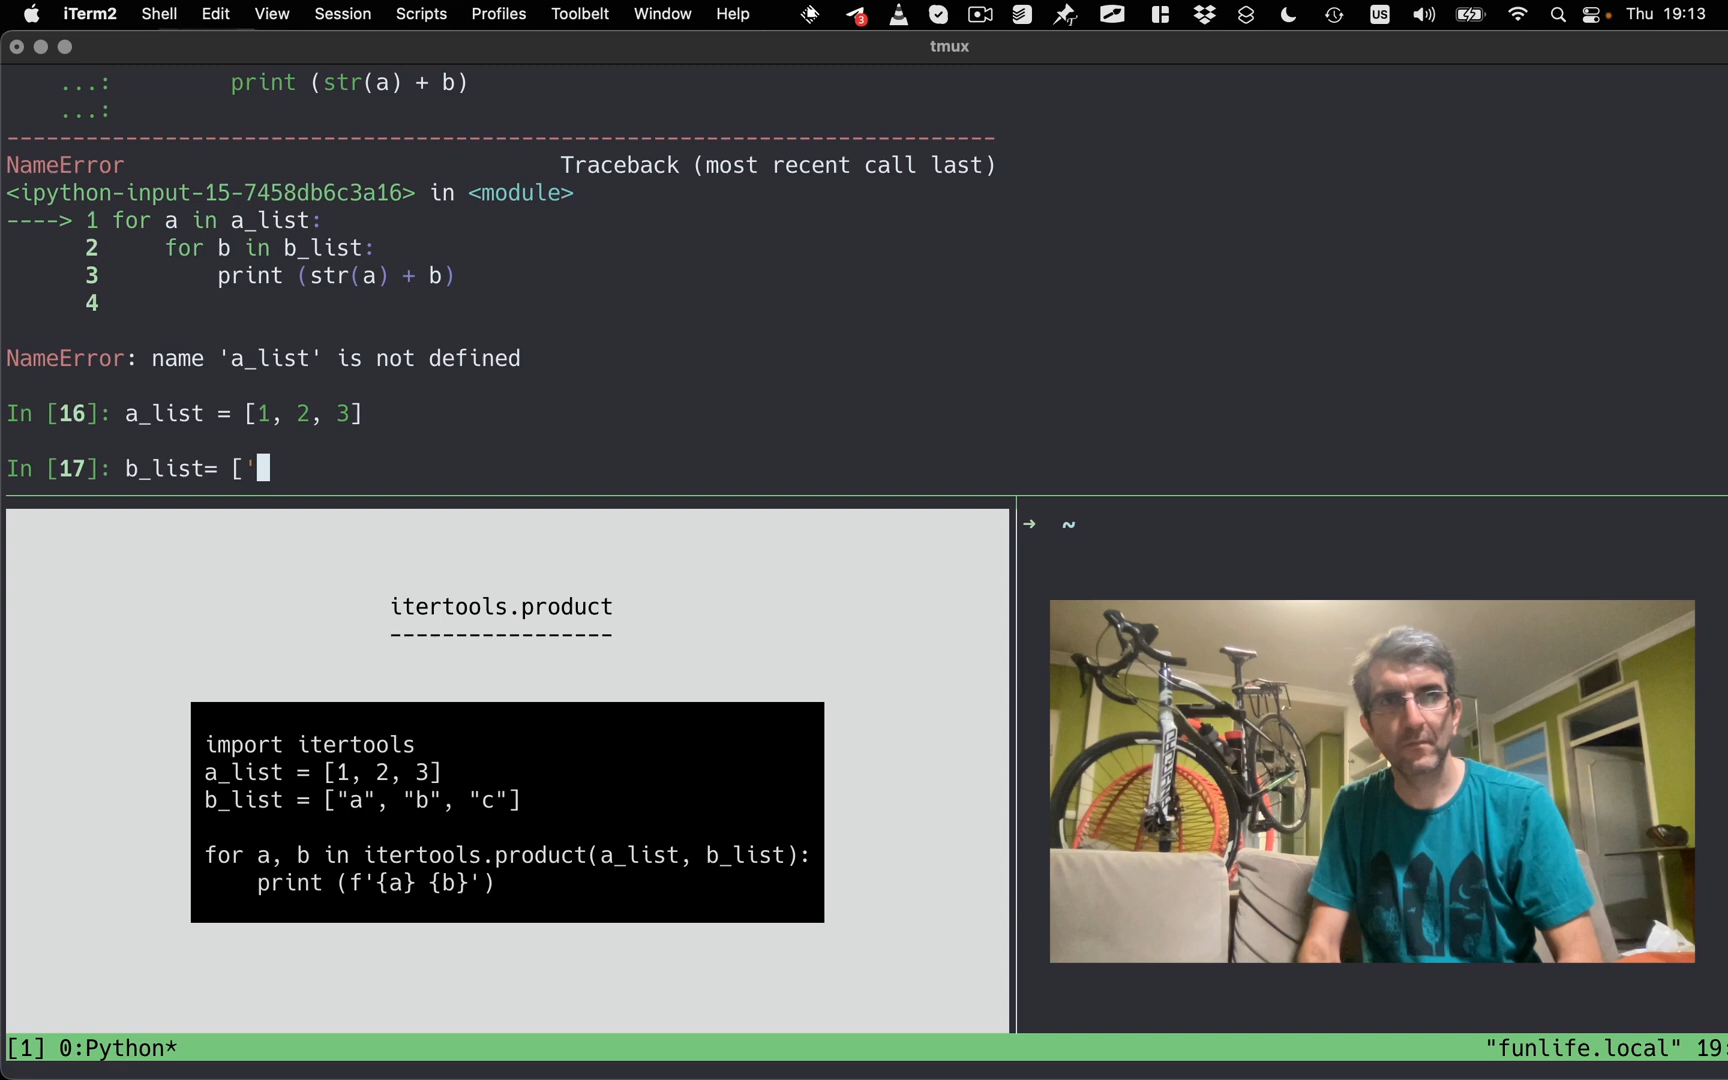 iTerm2 Shell Edit View Session Scripts Profiles Toolbelt Window Help 3 US Thu 19:13
tmux
...: print (str(a) + b)
...:
---------------------------------------------------------------------------
NameError Traceback (most recent call last)
<ipython-input-15-7458db6c3a16> in <module>
----> 1 for a in a_list:
2 for b in b_list:
3 print (str(a) + b)
4
NameError: name 'a_list' is not defined
In [16]: a_list = [1, 2, 3]
In [17]: b_list= ['
→ ~
itertools.product
-----------------
import itertools
a_list = [1, 2, 3]
b_list = ["a", "b", "c"]
for a, b in itertools.product(a_list, b_list):
print (f'{a} {b}')
[1] 0:Python* "funlife.local" 19: